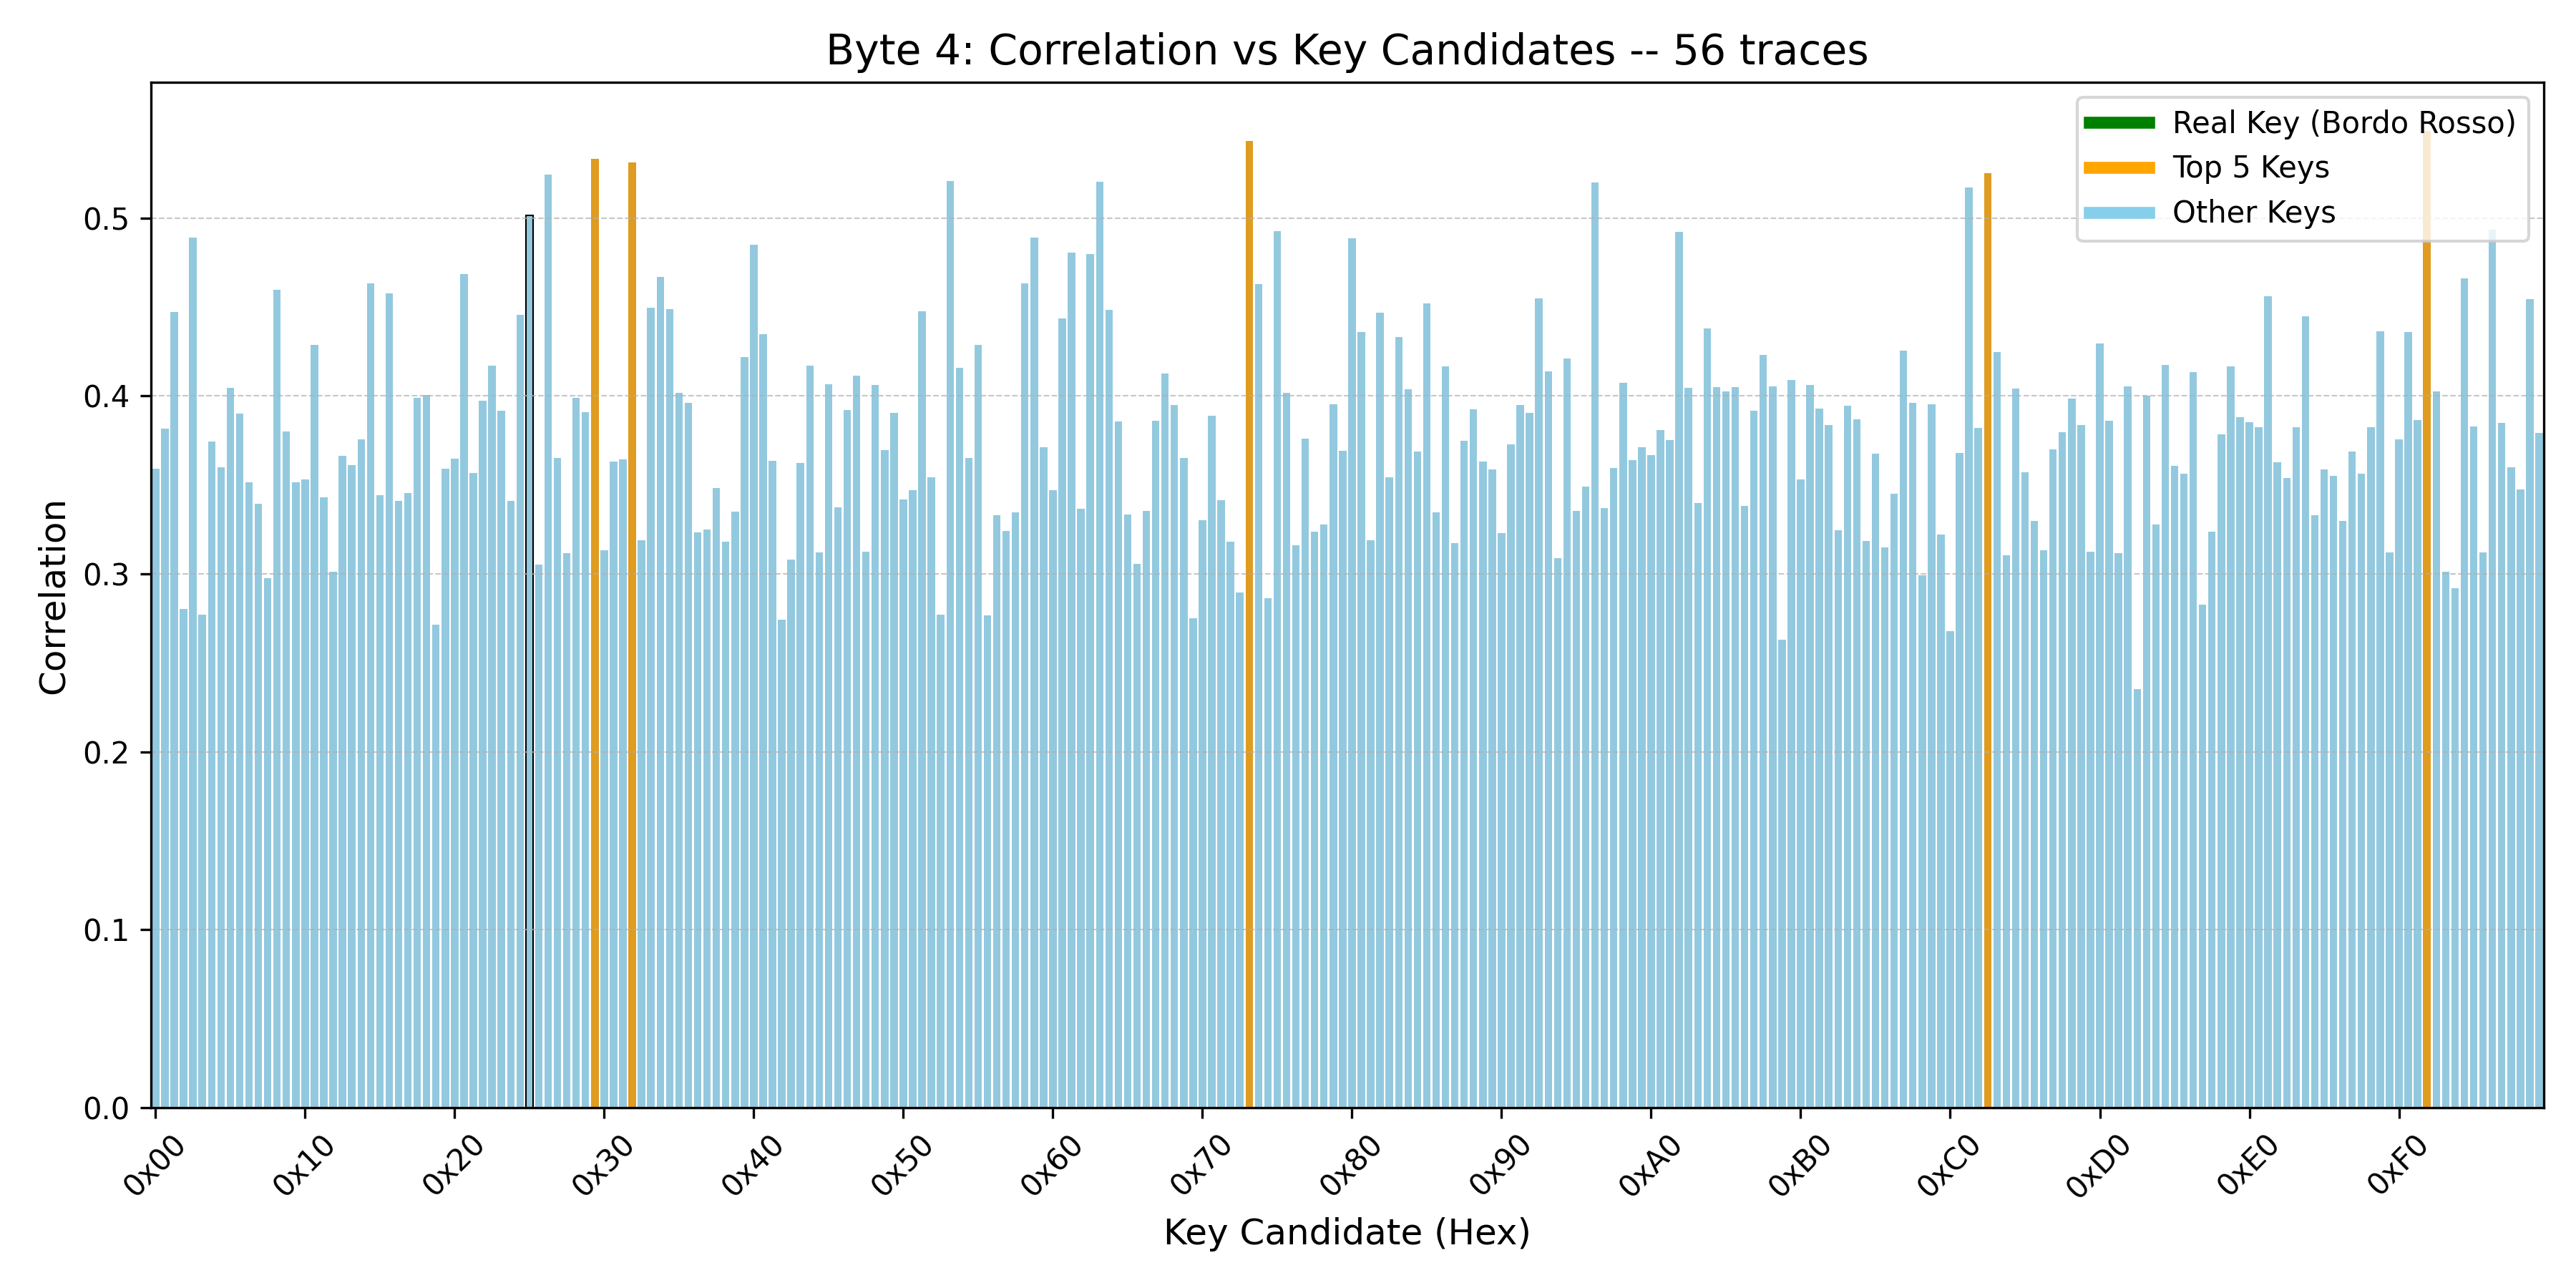 Byte 4: Correlation vs Key Candidates -- 56 traces
Real Key (Bordo Rosso)
Top 5 Keys
Other Keys
Correlation
0.5
0.4
0.3
0.2
0.1
0.0
0x00 0x10 0x20 0x30 0x40 0x50 0x60 0x70 0x80 0x90 0xA0 0xB0 0xC0 0xD0 0xE0 0xF0
Key Candidate (Hex)